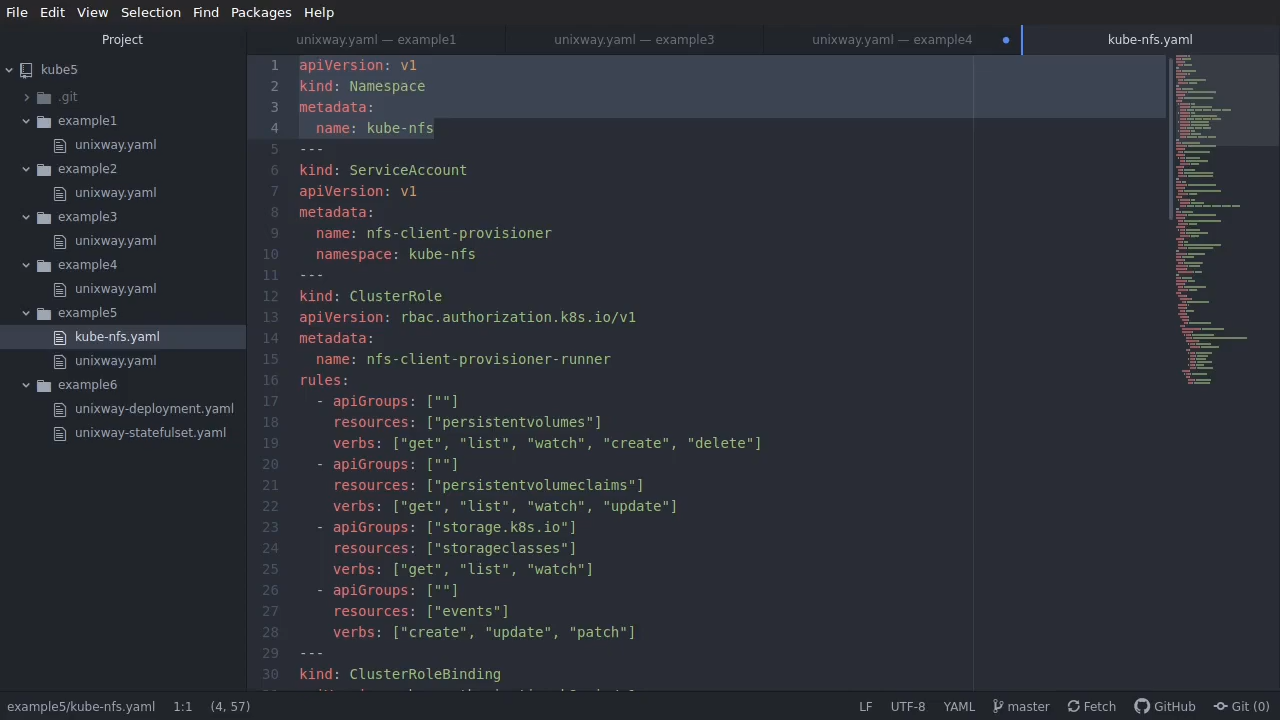 File Edit View Selection Find Packages Help
Project
unixway.yaml — example1
unixway.yaml — example3
unixway.yaml — example4
kube-nfs.yaml
kube5
.git
example1
unixway.yaml
example2
unixway.yaml
example3
unixway.yaml
example4
unixway.yaml
example5
kube-nfs.yaml
unixway.yaml
example6
unixway-deployment.yaml
unixway-statefulset.yaml
1 apiVersion: v1
2 kind: Namespace
3 metadata:
4   name: kube-nfs
5 ---
6 kind: ServiceAccount
7 apiVersion: v1
8 metadata:
9   name: nfs-client-provisioner
10   namespace: kube-nfs
11 ---
12 kind: ClusterRole
13 apiVersion: rbac.authorization.k8s.io/v1
14 metadata:
15   name: nfs-client-provisioner-runner
16 rules:
17   - apiGroups: [""]
18     resources: ["persistentvolumes"]
19     verbs: ["get", "list", "watch", "create", "delete"]
20   - apiGroups: [""]
21     resources: ["persistentvolumeclaims"]
22     verbs: ["get", "list", "watch", "update"]
23   - apiGroups: ["storage.k8s.io"]
24     resources: ["storageclasses"]
25     verbs: ["get", "list", "watch"]
26   - apiGroups: [""]
27     resources: ["events"]
28     verbs: ["create", "update", "patch"]
29 ---
30 kind: ClusterRoleBinding
example5/kube-nfs.yaml 1:1 (4, 57) LF UTF-8 YAML master Fetch GitHub Git (0)